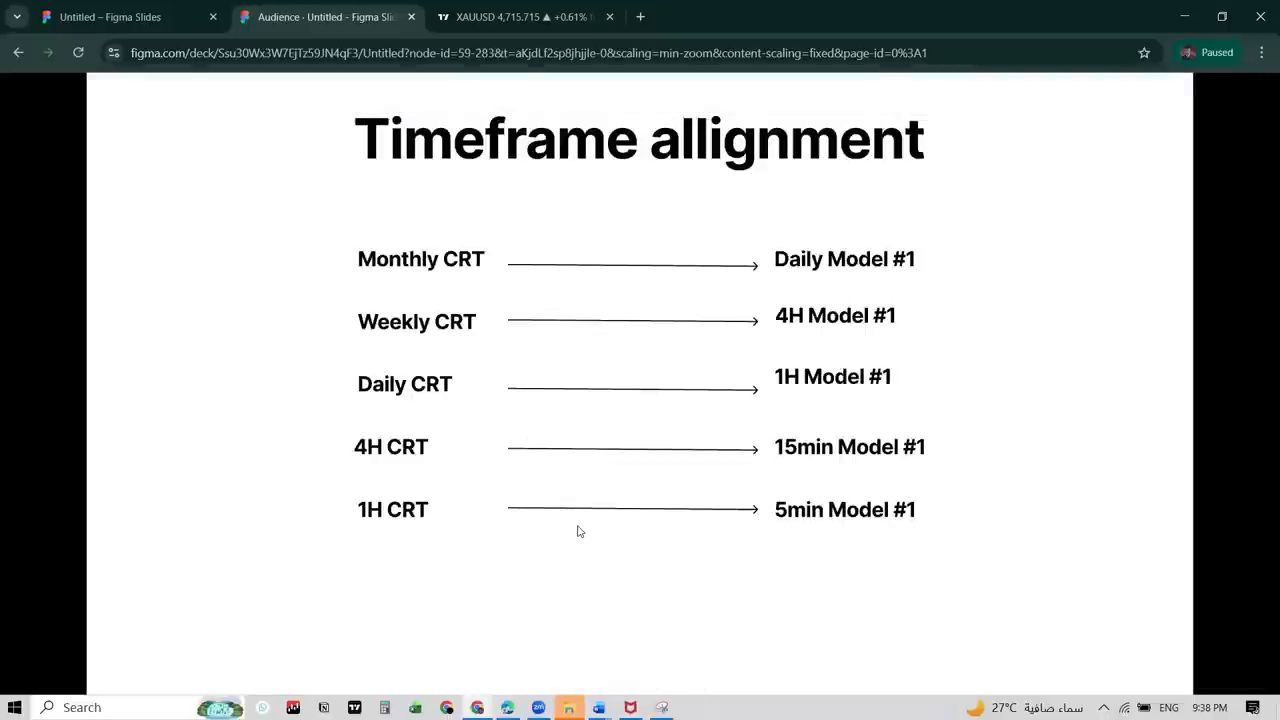 Untitled – Figma Slides
Audience · Untitled – Figma Sli
XAUUSD 4,715.715 ▲ +0.61%
figma.com/deck/Ssu30Wx3W7EjTz59JN4qF3/Untitled?node-id=59-283&t=aKjdLf2sp8jhjjle-0&scaling=min-zoom&content-scaling=fixed&page-id=0%3A1
Paused
Timeframe allignment
Monthly CRT
Daily Model #1
Weekly CRT
4H Model #1
Daily CRT
1H Model #1
4H CRT
15min Model #1
1H CRT
5min Model #1
Search
27°C سماء صافية
ENG
9:38 PM